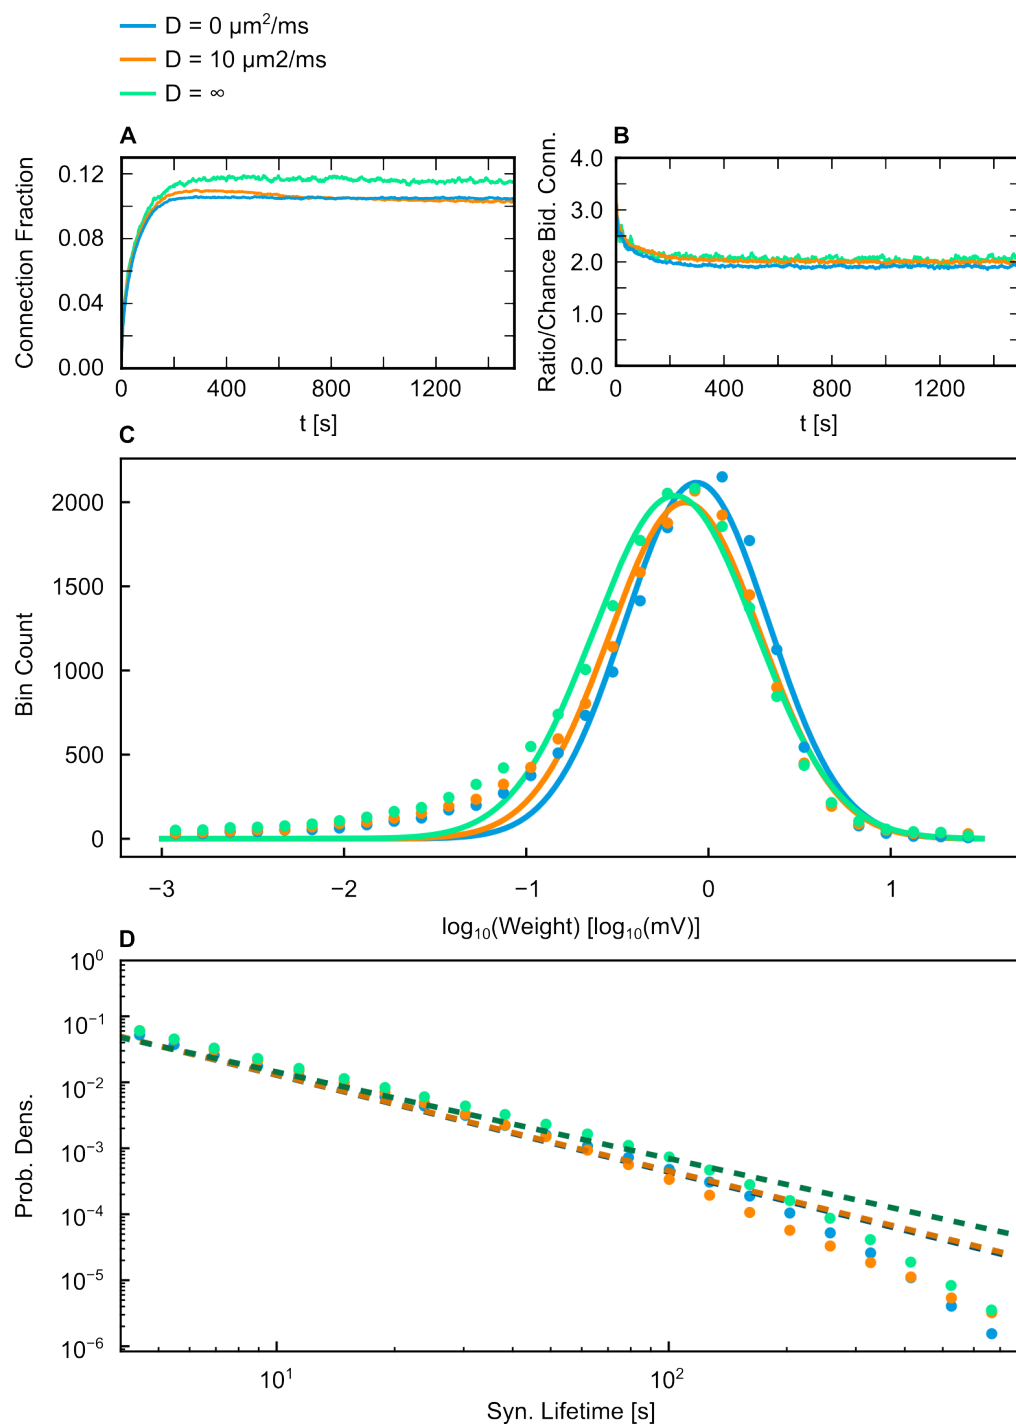 D = 0 µm²/ms
D = 10 µm2/ms
D = ∞
A
B
Connection Fraction
0.12
0.08
0.04
0.00
0
400
800
1200
t [s]
Ratio/Chance Bid. Conn.
4.0
3.0
2.0
1.0
0.0
0
400
800
1200
t [s]
C
Bin Count
2000
1500
1000
500
0
−3
−2
−1
0
1
log₁₀(Weight) [log₁₀(mV)]
D
Prob. Dens.
10⁰
10⁻¹
10⁻²
10⁻³
10⁻⁴
10⁻⁵
10⁻⁶
10¹
10²
Syn. Lifetime [s]